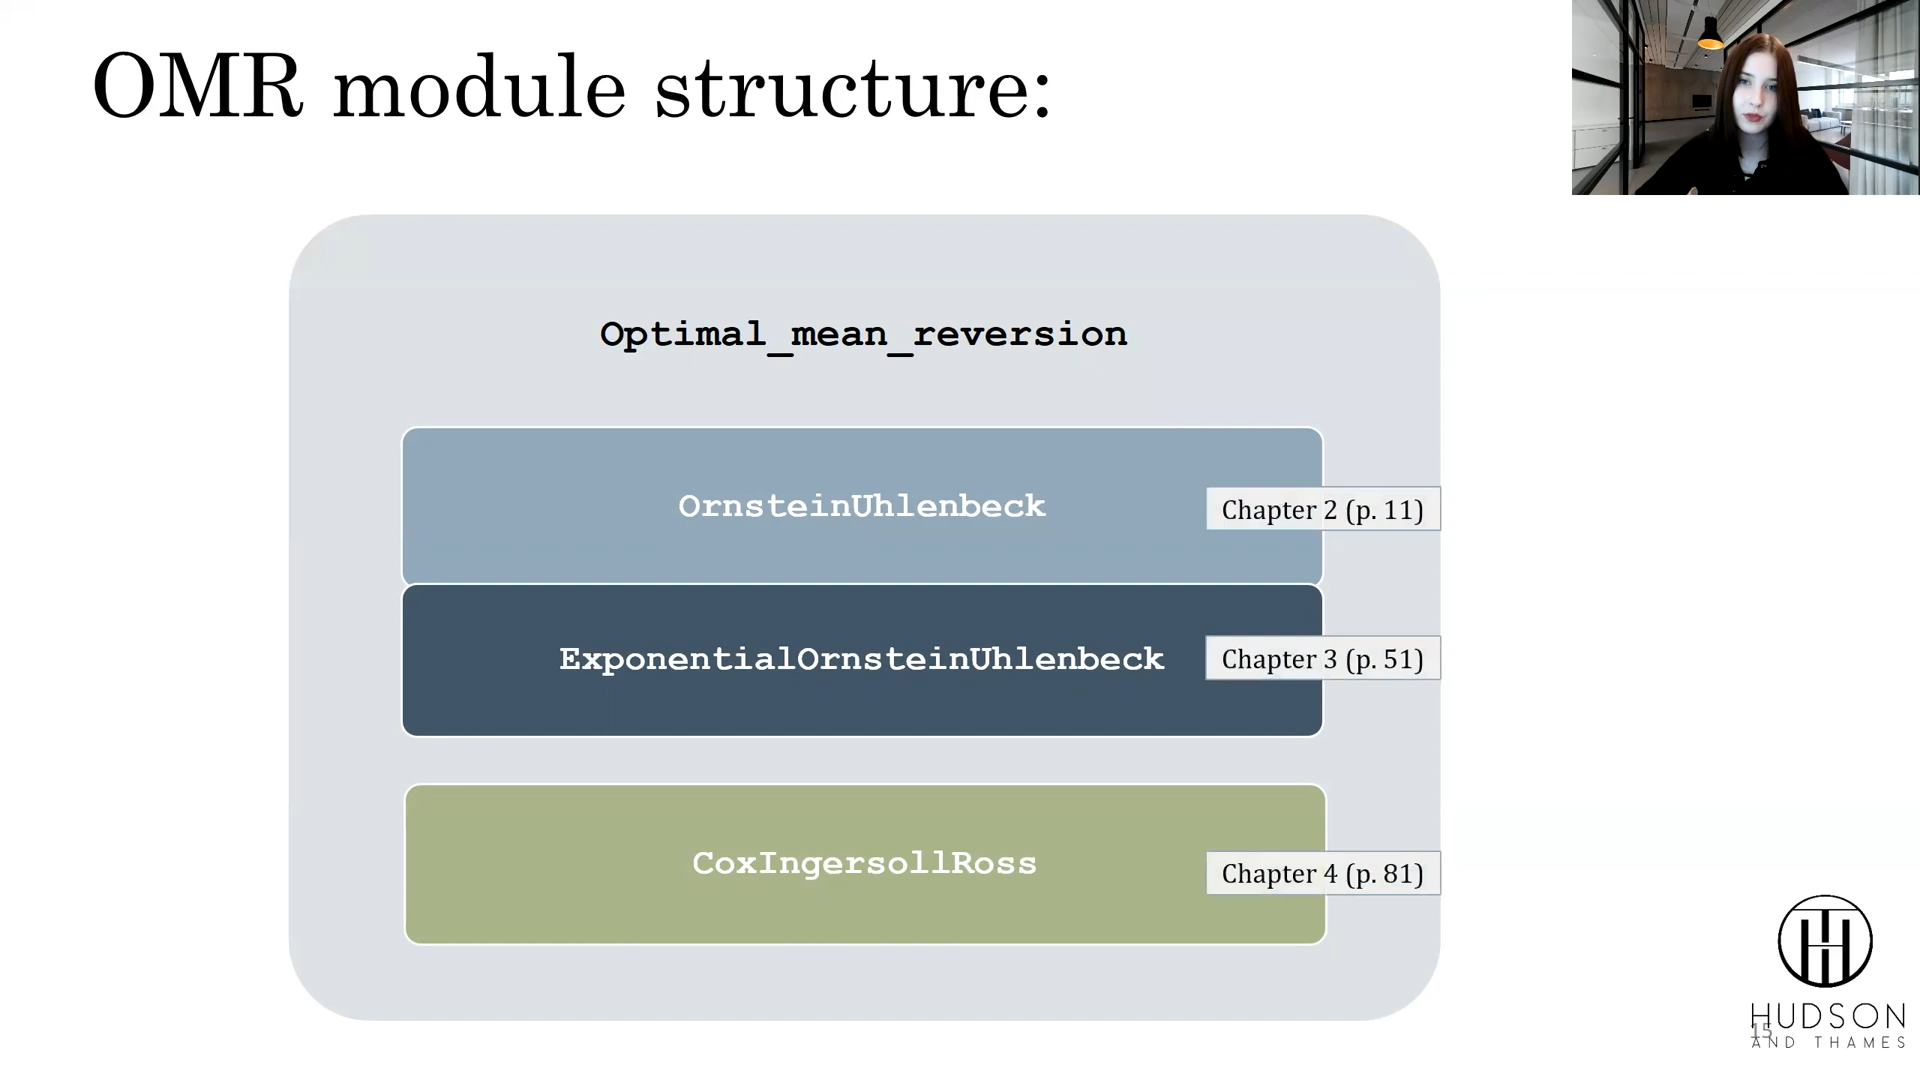 OMR module structure:
Optimal_mean_reversion
OrnsteinUhlenbeck
Chapter 2 (p. 11)
ExponentialOrnsteinUhlenbeck
Chapter 3 (p. 51)
CoxIngersollRoss
Chapter 4 (p. 81)
HUDSON
15
AND THAMES